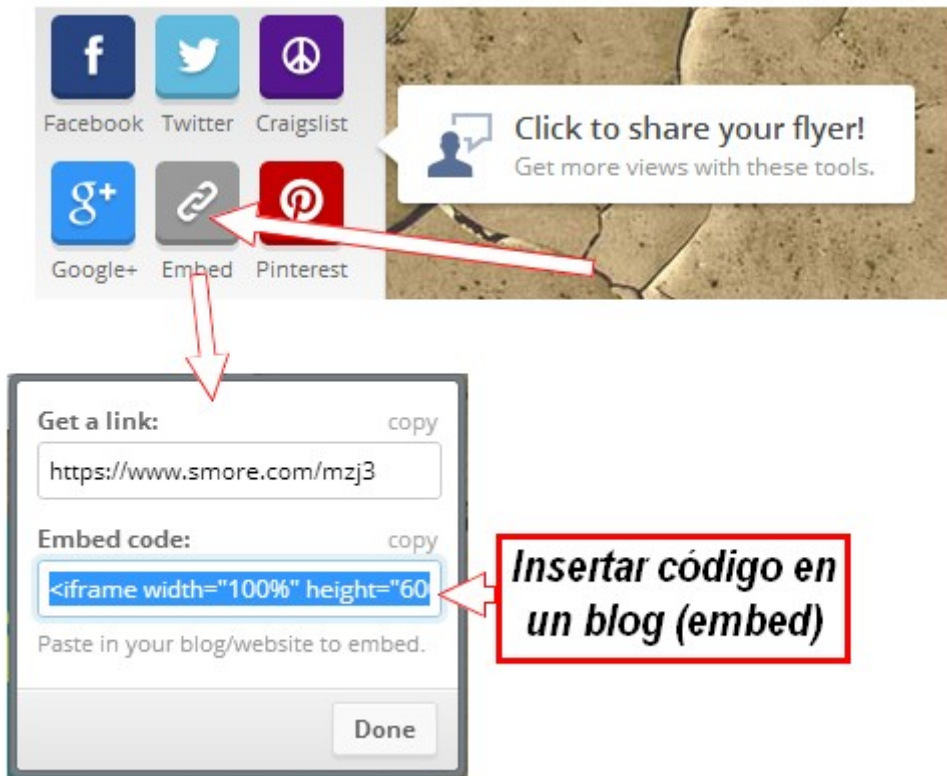 Facebook Twitter Craigslist
Click to share your flyer!
Get more views with these tools.
Google+ Embed Pinterest
Get a link: copy
https://www.smore.com/mzj3
Embed code: copy
<iframe width="100%" height="60
Paste in your blog/website to embed.
Done
Insertar código en
un blog (embed)